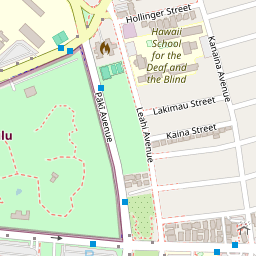 Hollinger Street
Hawaii
School
for the
Deaf and
the Blind
Kanaina Avenue
Paki Avenue
Leahi Avenue
Lakimau Street
Kaina Street
lu